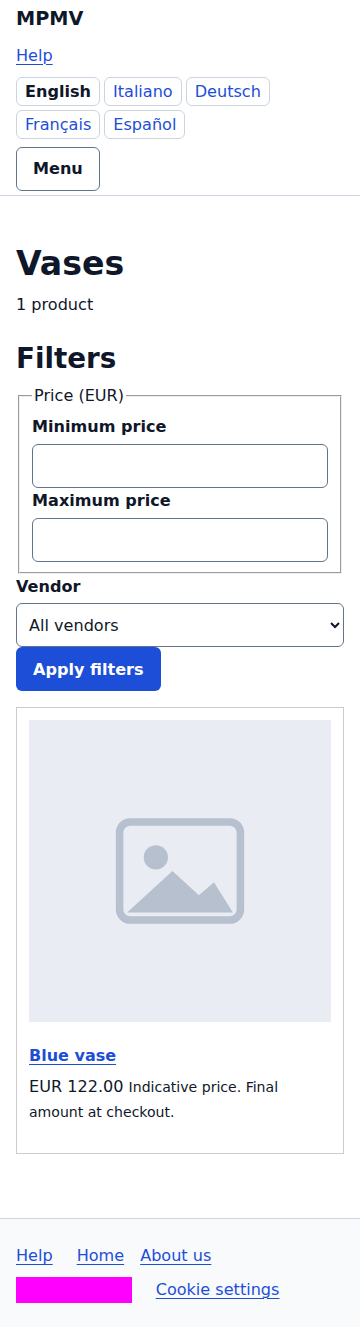 MPMV
Help
English Italiano Deutsch
Français Español
Menu
Vases
1 product
Filters
Price (EUR)
Minimum price
Maximum price
Vendor
All vendors
Apply filters
Blue vase
EUR 122.00 Indicative price. Final
amount at checkout.
Help Home About us
Cookie settings